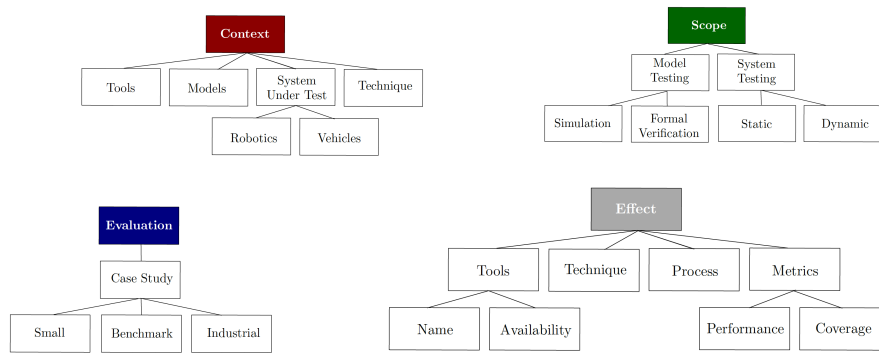 Context
Tools
Models
System
Under Test
Technique
Robotics
Vehicles
Scope
Model
Testing
System
Testing
Simulation
Formal
Verification
Static
Dynamic
Evaluation
Case Study
Small
Benchmark
Industrial
Effect
Tools
Technique
Process
Metrics
Name
Availability
Performance
Coverage